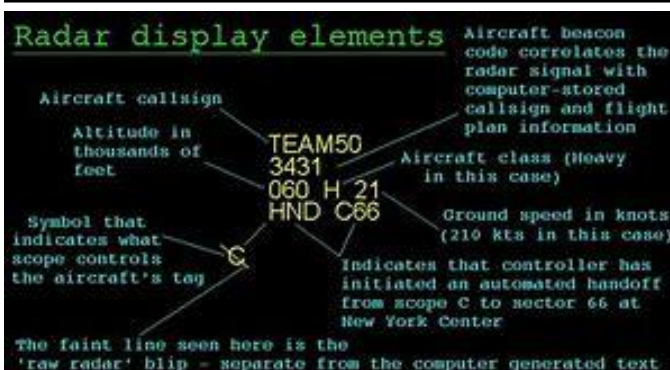 Radar display elements
Aircraft beacon
code correlates the
radar signal with
computer-stored
callsign and flight
plan information
Aircraft callsign
Altitude in
thousands of
feet
TEAM50
3431
060 H 21
HND C66
Aircraft class (Heavy
in this case)
Ground speed in knots
(210 kts in this case)
Symbol that
indicates what
scope controls
the aircraft's tag
C
Indicates that controller has
initiated an automated handoff
from scope C to sector 66 at
New York Center
The faint line seen here is the
'raw radar' blip - separate from the computer generated text